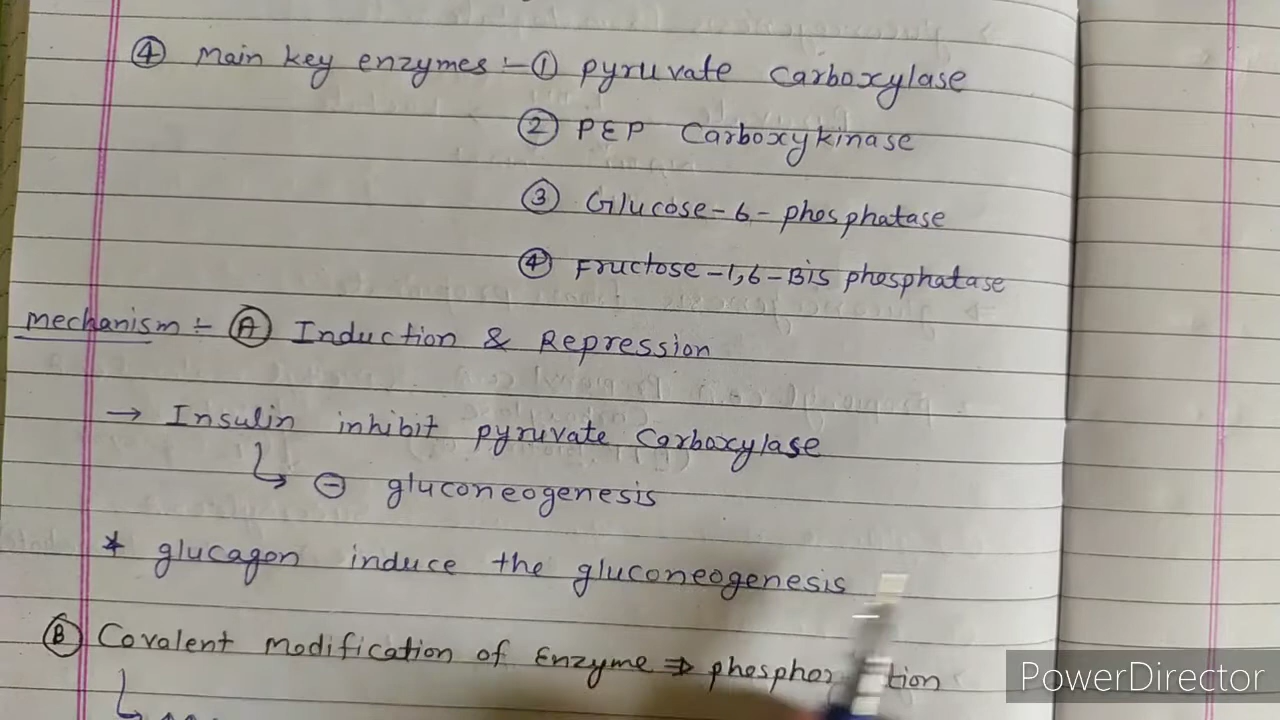 ④ Main key enzymes :- ① Pyruvate Carboxylase
② PEP Carboxykinase
③ Glucose-6-phosphatase
④ Fructose-1,6-Bis phosphatase
Mechanism :- Ⓐ Induction & Repression
→ Insulin inhibit pyruvate Carboxylase
↳ ⊖ gluconeogenesis
* glucagon induce the gluconeogenesis
Ⓑ Covalent Modification of Enzyme ⇒
PowerDirector